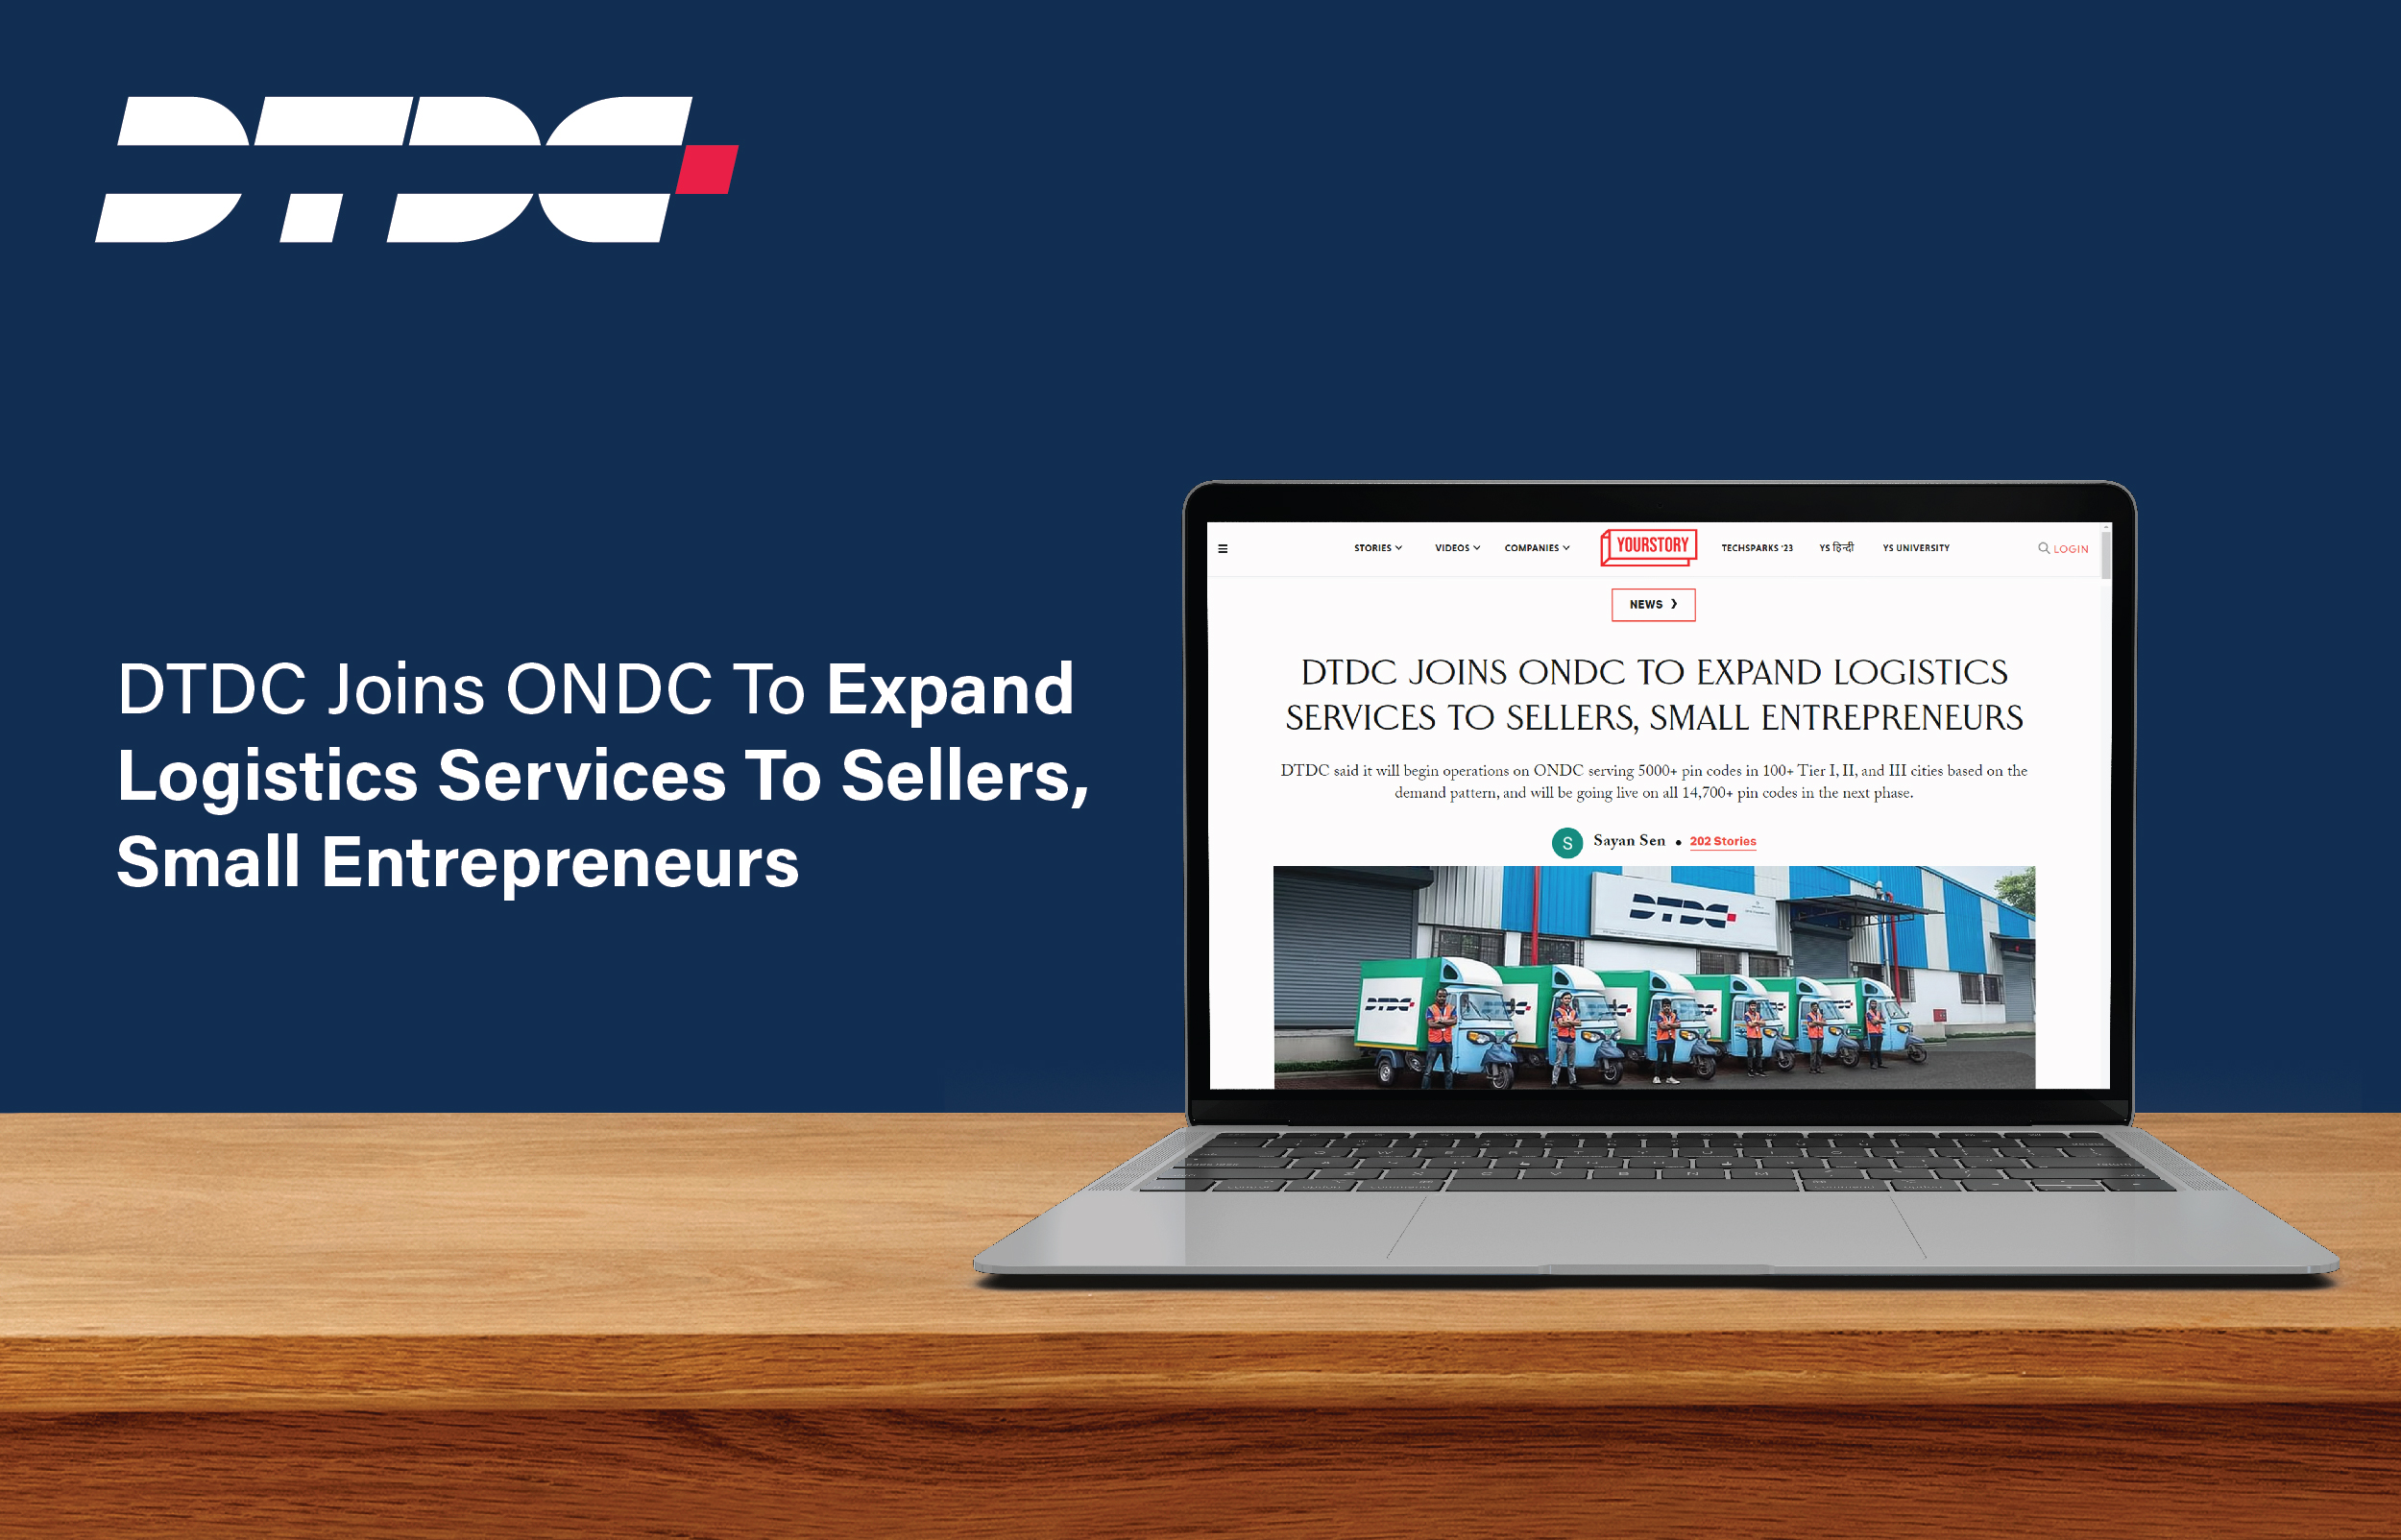 DTDC
DTDC Joins ONDC To Expand
Logistics Services To Sellers,
Small Entrepreneurs
STORIES
VIDEOS
COMPANIES
YOURSTORY
TECHSPARKS '23
YS हिन्दी
YS UNIVERSITY
LOGIN
NEWS ❯
DTDC JOINS ONDC TO EXPAND LOGISTICS
SERVICES TO SELLERS, SMALL ENTREPRENEURS
DTDC said it will begin operations on ONDC serving 5000+ pin codes in 100+ Tier I, II, and III cities based on the
demand pattern, and will be going live on all 14,700+ pin codes in the next phase.
S
Sayan Sen • 202 Stories
DTDC
DTDC